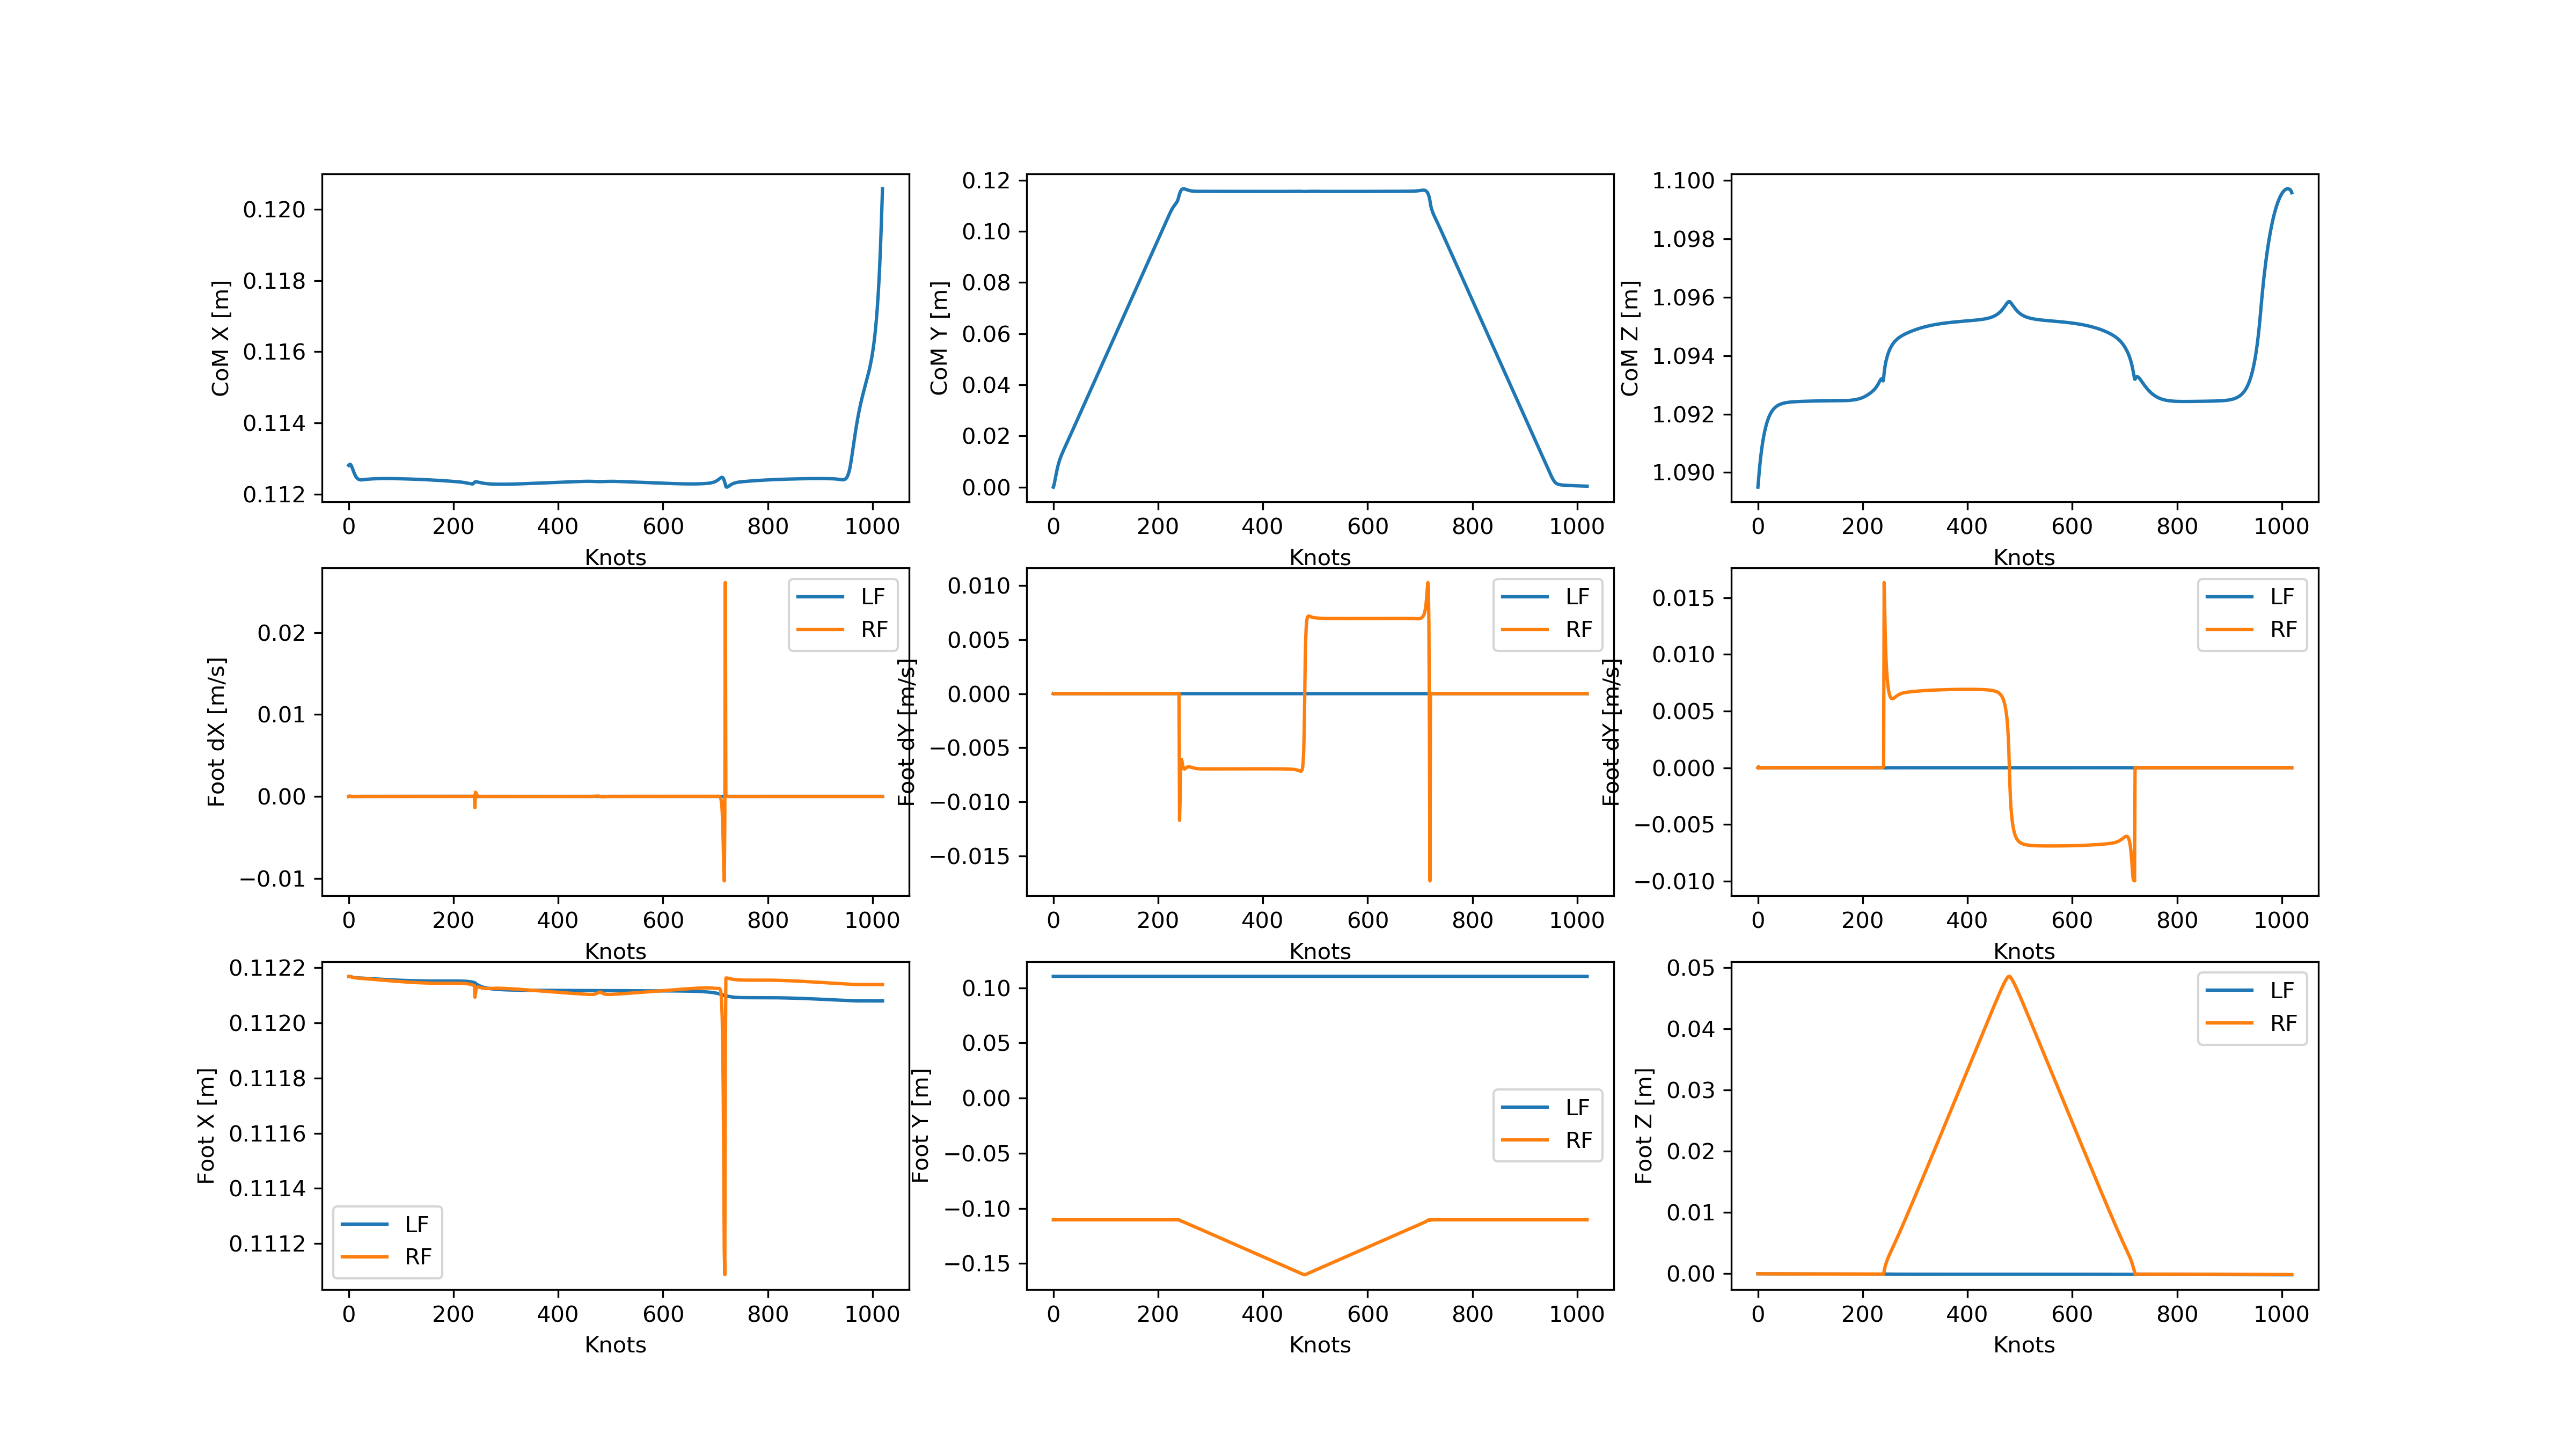 CoM X [m]
0.120
0.118
0.116
0.114
0.112
0 200 400 600 800 1000
Knots
CoM Y [m]
0.12
0.10
0.08
0.06
0.04
0.02
0.00
0 200 400 600 800 1000
Knots
CoM Z [m]
1.100
1.098
1.096
1.094
1.092
1.090
0 200 400 600 800 1000
Knots
Foot dX [m/s]
0.02
0.01
0.00
−0.01
LF
RF
0 200 400 600 800 1000
Knots
Foot dY [m/s]
0.010
0.005
0.000
−0.005
−0.010
−0.015
LF
RF
0 200 400 600 800 1000
Knots
Foot dY [m/s]
0.015
0.010
0.005
0.000
−0.005
−0.010
LF
RF
0 200 400 600 800 1000
Knots
Foot X [m]
0.1122
0.1120
0.1118
0.1116
0.1114
0.1112
LF
RF
0 200 400 600 800 1000
Knots
Foot Y [m]
0.10
0.05
0.00
−0.05
−0.10
−0.15
LF
RF
0 200 400 600 800 1000
Knots
Foot Z [m]
0.05
0.04
0.03
0.02
0.01
0.00
LF
RF
0 200 400 600 800 1000
Knots